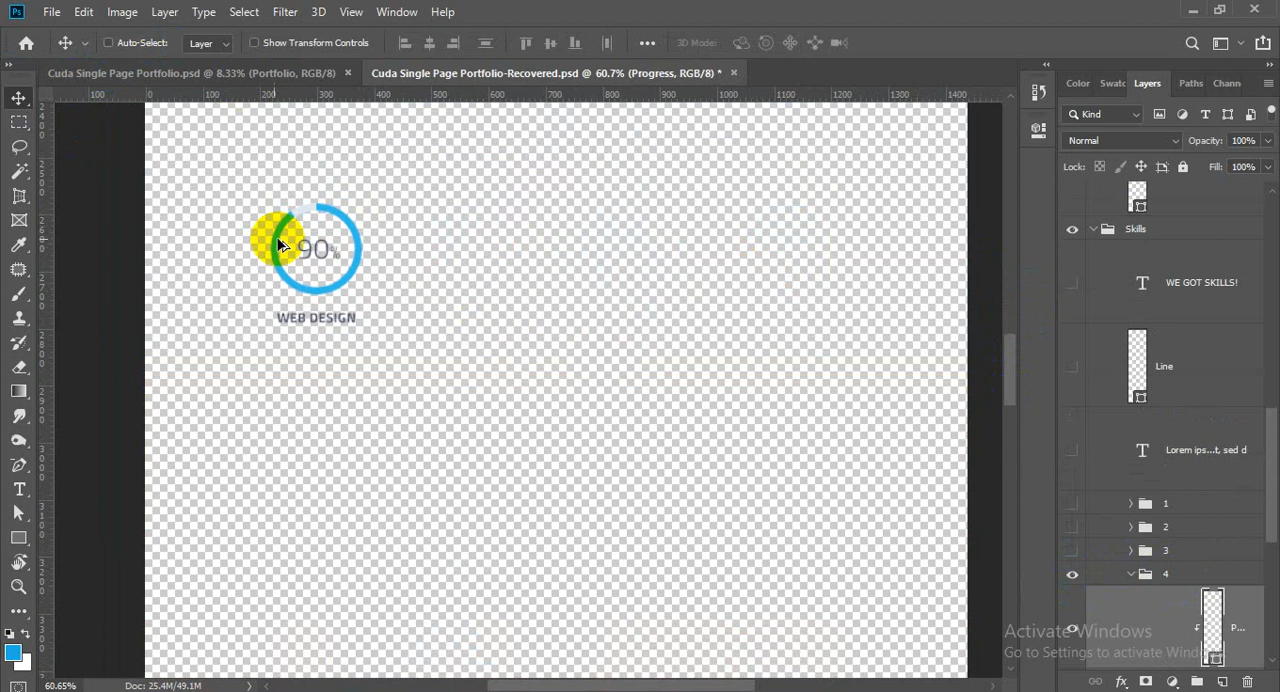 Ps File Edit Image Layer Type Select Filter 3D View Window Help
Auto-Select: Layer Show Transform Controls 3D Mode:
Cuda Single Page Portfolio.psd @ 8.33% (Portfolio, RGB/8) × Cuda Single Page Portfolio-Recovered.psd @ 60.7% (Progress, RGB/8) * ×
Color Swatc Layers Paths Chann
100 0 100 200 300 400 500 600 700 800 900 1000 1100 1200 1300 1400
Kind
Normal Opacity: 100%
Lock: Fill: 100%
Skills
90%
WEB DESIGN
WE GOT SKILLS!
Line
Lorem ips...t, sed d
1
2
3
4
P...
Activate Windows
Go to Settings to activate Wind
60.65% Doc: 25.4M/49.1M